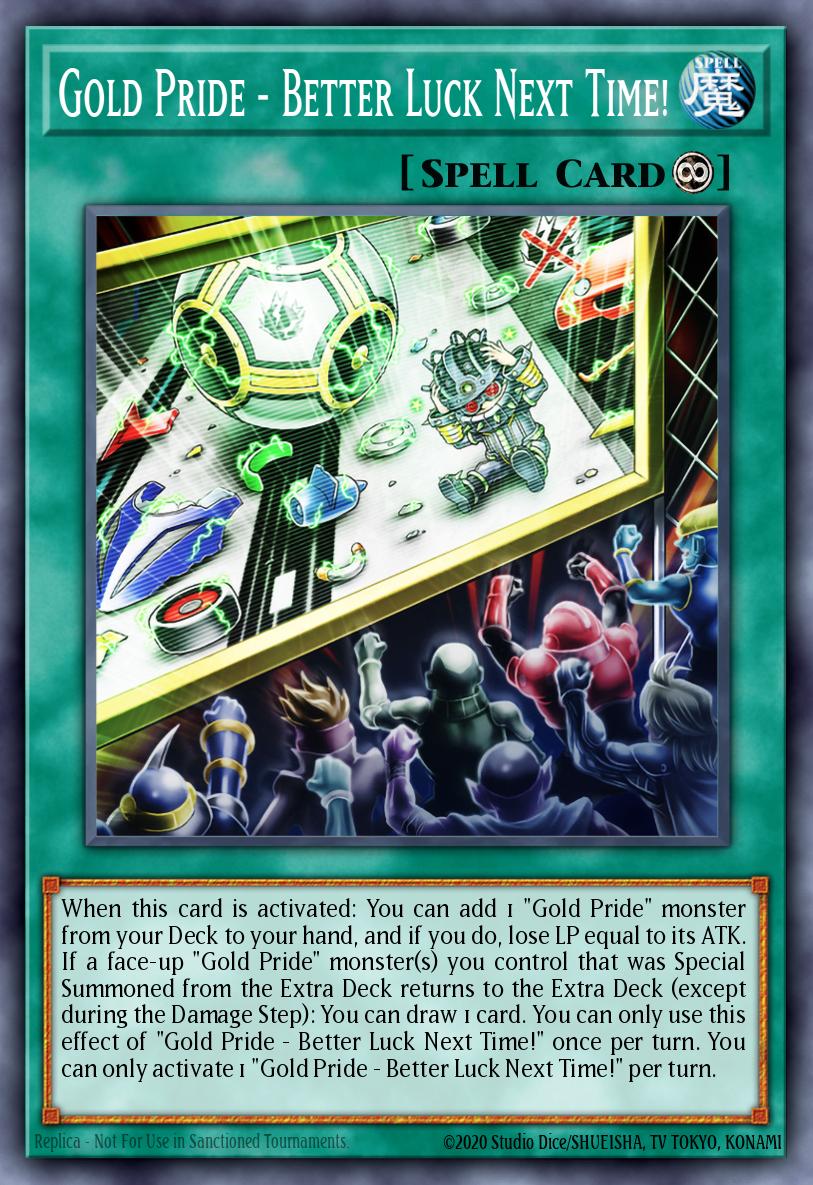 Gold Pride - Better Luck Next Time!
SPELL
魔
[Spell Card]
When this card is activated: You can add 1 "Gold Pride" monster
from your Deck to your hand, and if you do, lose LP equal to its ATK.
If a face-up "Gold Pride" monster(s) you control that was Special
Summoned from the Extra Deck returns to the Extra Deck (except
during the Damage Step): You can draw 1 card. You can only use this
effect of "Gold Pride - Better Luck Next Time!" once per turn. You
can only activate 1 "Gold Pride - Better Luck Next Time!" per turn.
Replica - Not For Use in Sanctioned Tournaments.
©2020 Studio Dice/SHUEISHA, TV TOKYO, KONAMI